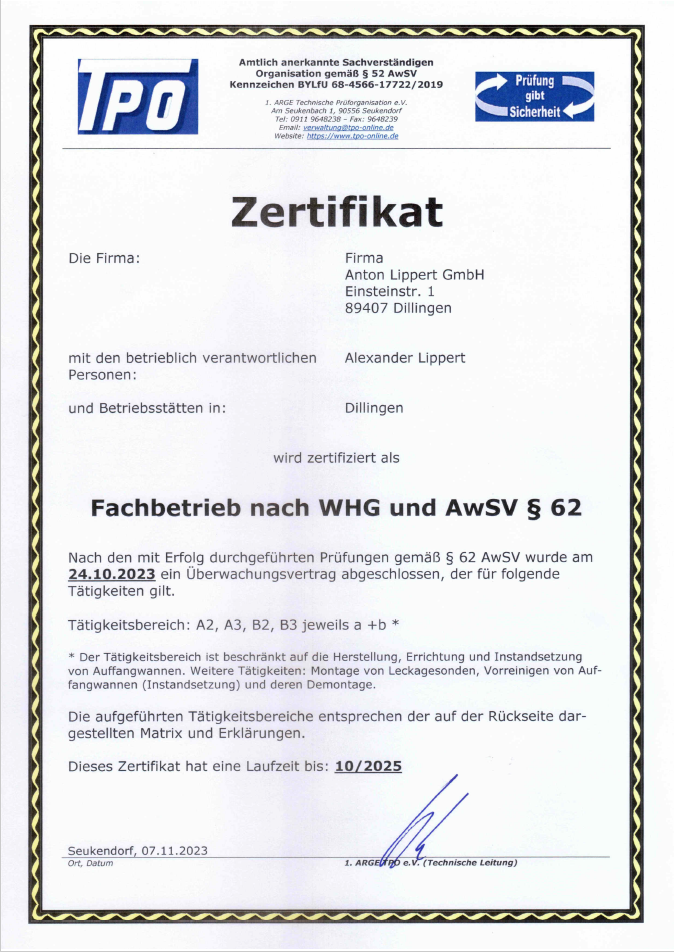 TPO
Amtlich anerkannte Sachverständigen
Organisation gemäß § 52 AwSV
Kennzeichen BYLfU 68-4566-17722/2019
1. ARGE Technische Prüforganisation e.V.
Am Seukenbach 1, 90556 Seukendorf
Tel: 0911 9648238 – Fax: 9648239
Email: verwaltung@tpo-online.de
Website: https://www.tpo-online.de
Prüfung
gibt
Sicherheit
Zertifikat
Die Firma:
Firma
Anton Lippert GmbH
Einsteinstr. 1
89407 Dillingen
mit den betrieblich verantwortlichen
Personen:
Alexander Lippert
und Betriebsstätten in:
Dillingen
wird zertifiziert als
Fachbetrieb nach WHG und AwSV § 62
Nach den mit Erfolg durchgeführten Prüfungen gemäß § 62 AwSV wurde am
24.10.2023 ein Überwachungsvertrag abgeschlossen, der für folgende
Tätigkeiten gilt.
Tätigkeitsbereich: A2, A3, B2, B3 jeweils a +b *
* Der Tätigkeitsbereich ist beschränkt auf die Herstellung, Errichtung und Instandsetzung
von Auffangwannen. Weitere Tätigkeiten: Montage von Leckagesonden, Vorreinigen von Auf-
fangwannen (Instandsetzung) und deren Demontage.
Die aufgeführten Tätigkeitsbereiche entsprechen der auf der Rückseite dar-
gestellten Matrix und Erklärungen.
Dieses Zertifikat hat eine Laufzeit bis: 10/2025
Seukendorf, 07.11.2023
Ort, Datum
1. ARGE TPO e.V. (Technische Leitung)